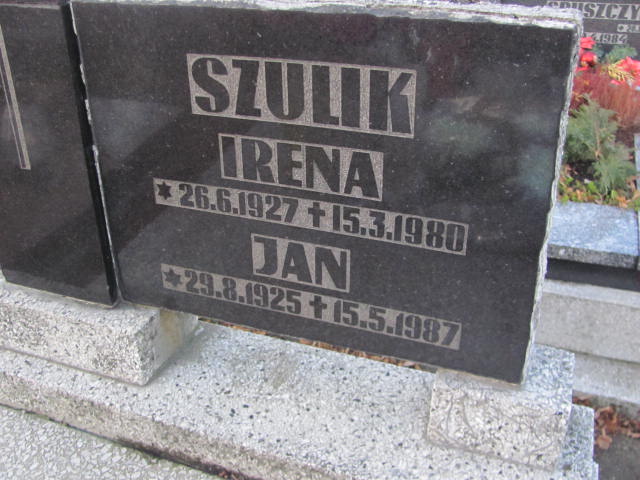 SZULIK
IRENA
* 26.6.1927 † 15.3.1980
JAN
* 29.8.1925 † 15.5.1987